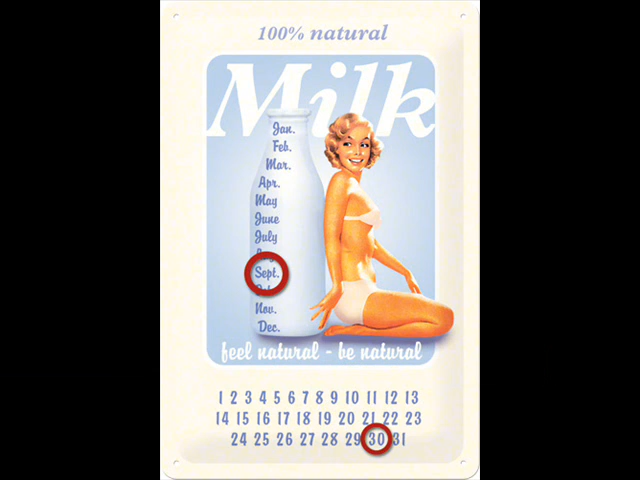 100% natural
Milk
Jan.
Feb.
Mar.
Apr.
May
June
July
Sept.
Nov.
Dec.
feel natural - be natural
1 2 3 4 5 6 7 8 9 10 11 12 13
14 15 16 17 18 19 20 21 22 23
24 25 26 27 28 29 30 31